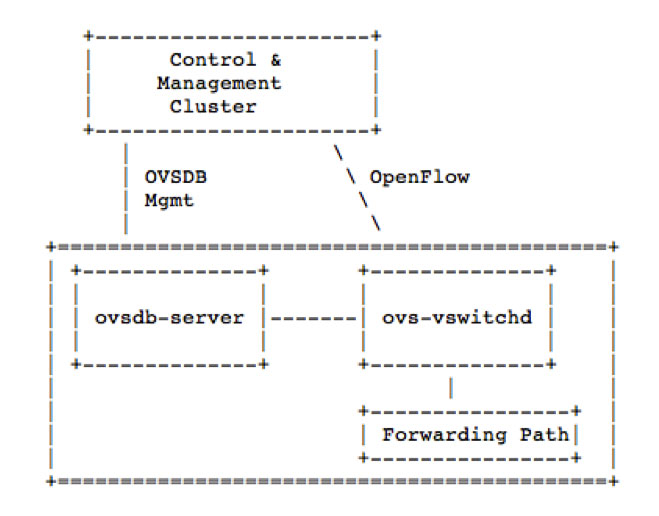 Control &
Management
Cluster
OVSDB
Mgmt
OpenFlow
ovsdb-server
ovs-vswitchd
Forwarding Path